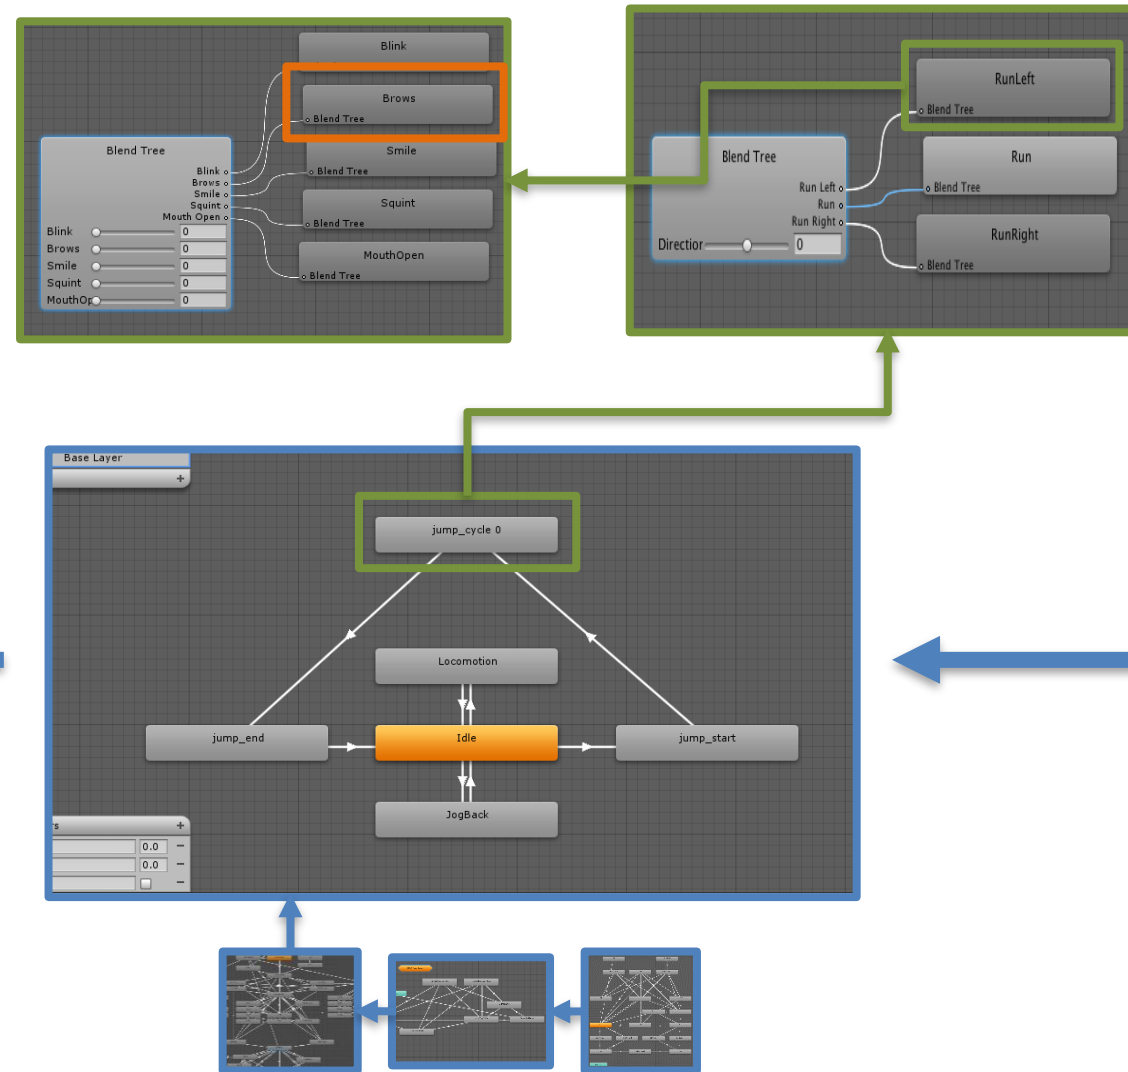 Blink
Brows
Blend Tree
Smile
Blend Tree
Squint
Blend Tree
MouthOpen
Blend Tree
Blend Tree
Blink
Brows
Smile
Squint
Mouth Open
Blink 0
Brows 0
Smile 0
Squint 0
MouthOp 0
RunLeft
Blend Tree
Run
Blend Tree
RunRight
Blend Tree
Blend Tree
Run Left
Run
Run Right
Direction 0
Base Layer
+
jump_cycle 0
Locomotion
jump_end
Idle
jump_start
JogBack
rs +
0.0 −
0.0 −
−